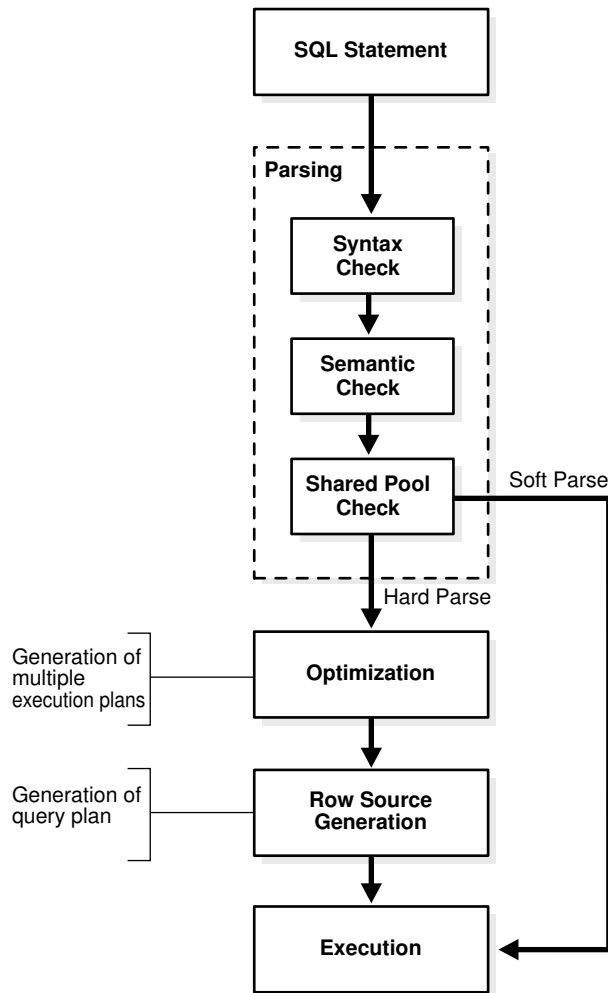 SQL Statement
Parsing
Syntax
Check
Semantic
Check
Shared Pool
Check
Soft Parse
Hard Parse
Generation of
multiple
execution plans
Optimization
Generation of
query plan
Row Source
Generation
Execution